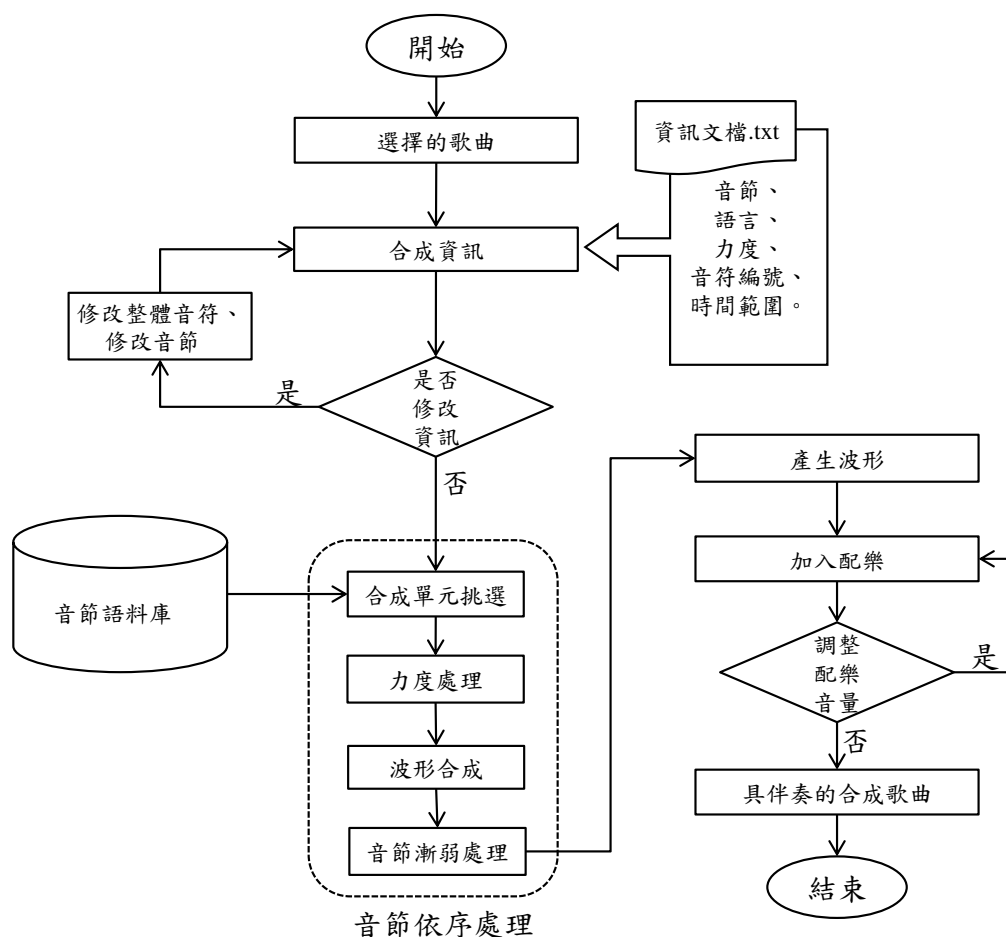 開始
選擇的歌曲
資訊文檔.txt
音節、
語言、
力度、
音符編號、
時間範圍。
合成資訊
修改整體音符、
修改音節
是否
修改
資訊
是
否
音節語料庫
合成單元挑選
力度處理
波形合成
音節漸弱處理
音節依序處理
產生波形
加入配樂
調整
配樂
音量
是
否
具伴奏的合成歌曲
結束